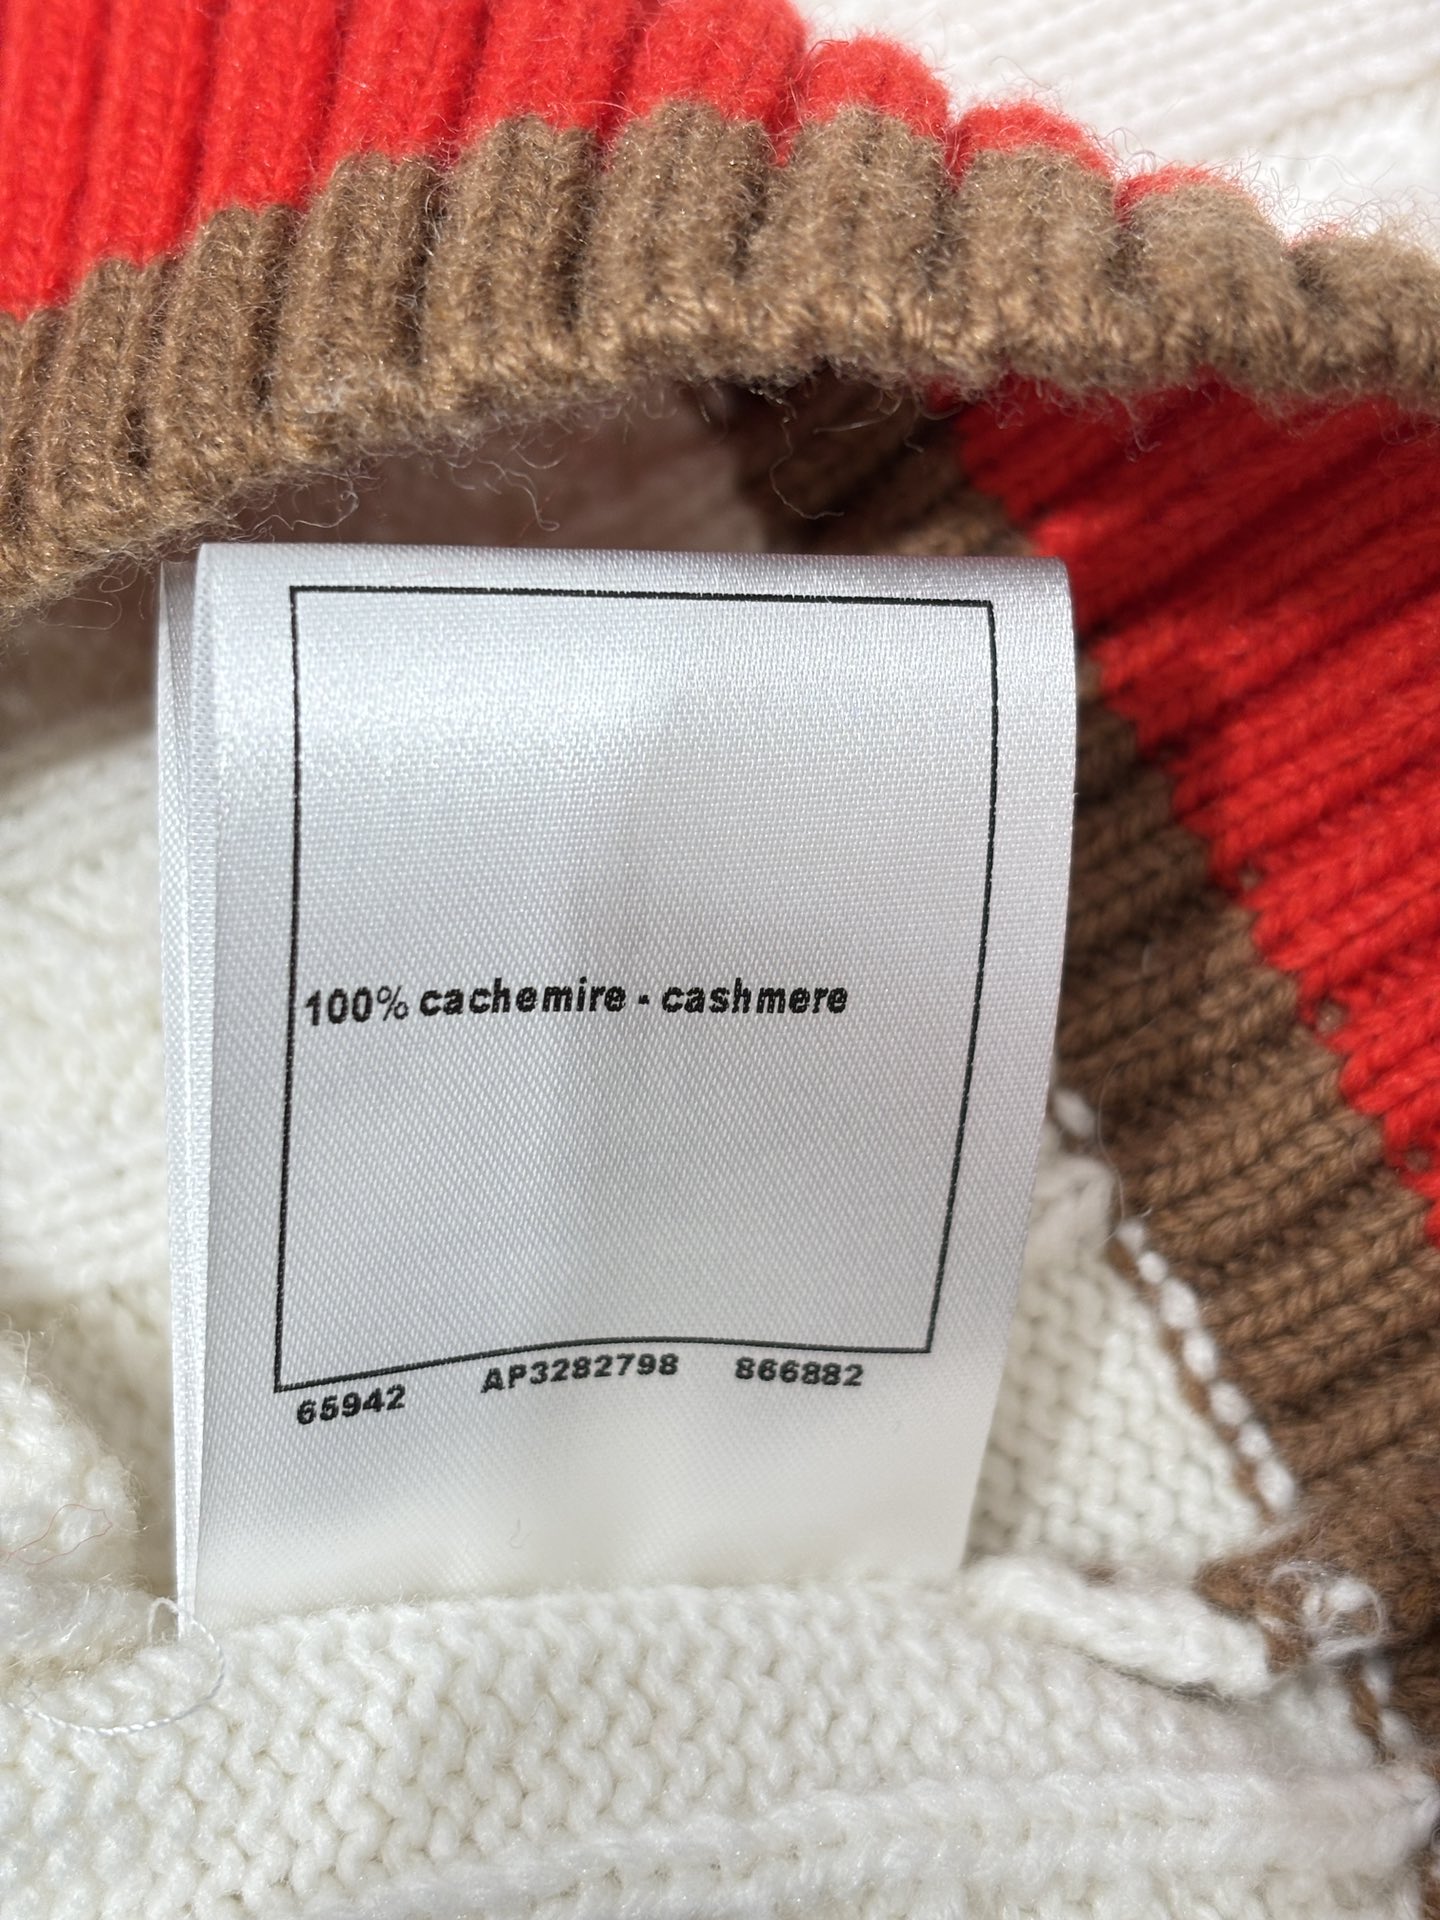 100% cachemire - cashmere
65942 AP3282798 866882